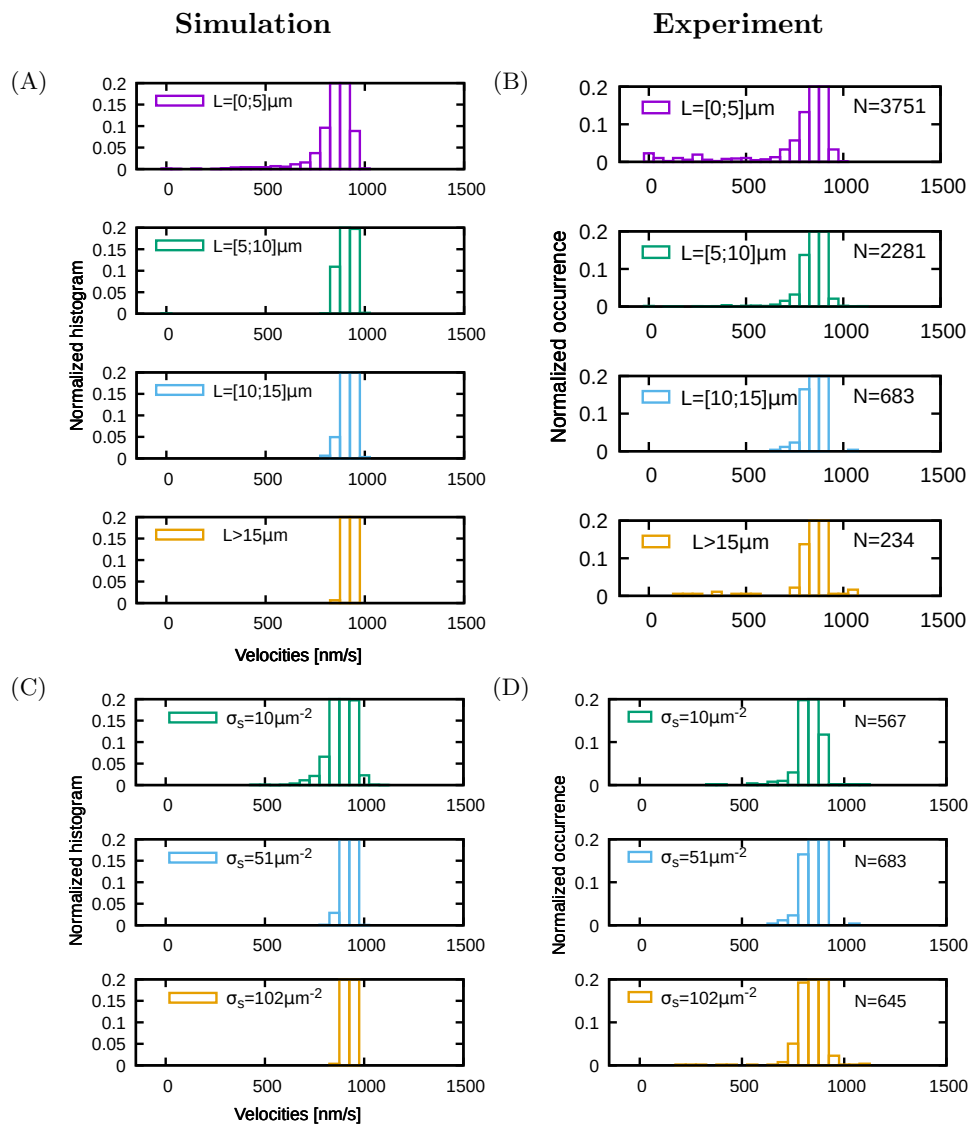 Simulation
Experiment
(A)
Normalized histogram
0.2
0.15
0.1
0.05
0
L=[0;5]µm
0 500 1000 1500
0.2
0.15
0.1
0.05
0
L=[5;10]µm
0 500 1000 1500
0.2
0.15
0.1
0.05
0
L=[10;15]µm
0 500 1000 1500
0.2
0.15
0.1
0.05
0
L>15µm
0 500 1000 1500
Velocities [nm/s]
(B)
Normalized occurrence
0.2
0.1
0
L=[0;5]µm
N=3751
0 500 1000 1500
0.2
0.1
0
L=[5;10]µm
N=2281
0 500 1000 1500
0.2
0.1
0
L=[10;15]µm
N=683
0 500 1000 1500
0.2
0.1
0
L>15µm
N=234
0 500 1000 1500
(C)
Normalized histogram
0.2
0.15
0.1
0.05
0
σs=10µm-2
0 500 1000 1500
0.2
0.15
0.1
0.05
0
σs=51µm-2
0 500 1000 1500
0.2
0.15
0.1
0.05
0
σs=102µm-2
0 500 1000 1500
Velocities [nm/s]
(D)
Normalized occurrence
0.2
0.1
0
σs=10µm-2
N=567
0 500 1000 1500
0.2
0.1
0
σs=51µm-2
N=683
0 500 1000 1500
0.2
0.1
0
σs=102µm-2
N=645
0 500 1000 1500